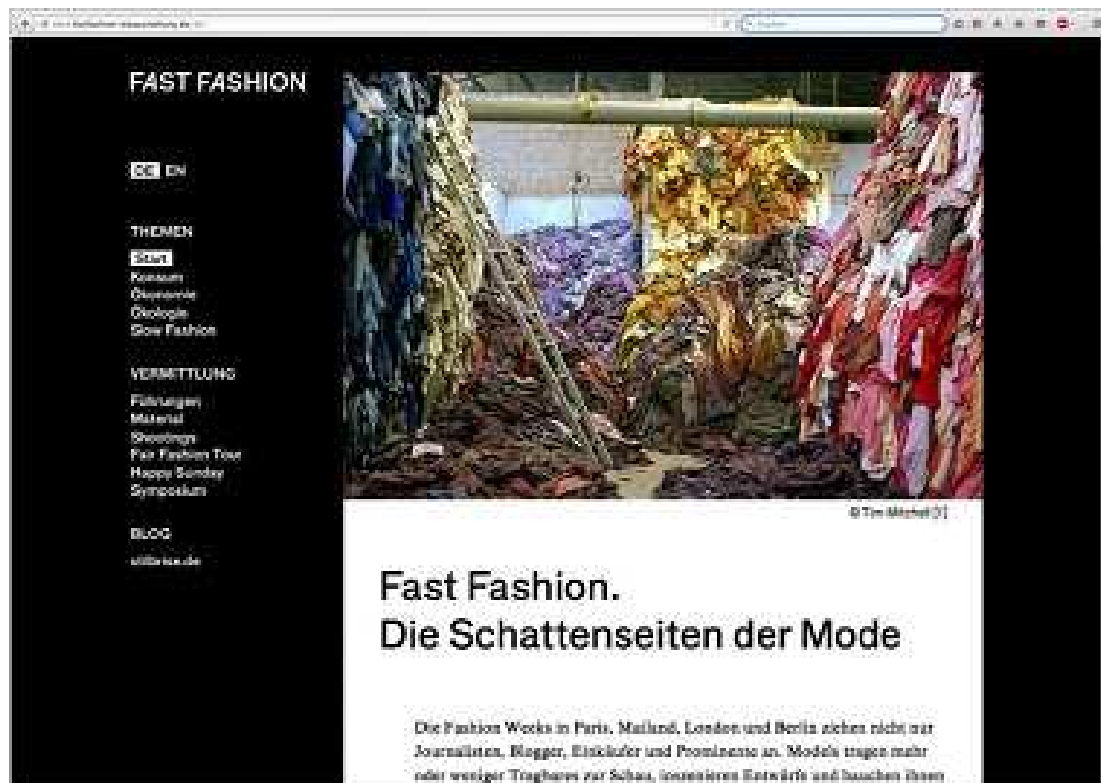 FAST FASHION
DE EN
THEMEN
Start
Konsum
Ökonomie
Ökologie
Slow Fashion
VERMITTLUNG
Führungen
Material
Shootings
Fair Fashion Tour
Happy Sunday
Symposium
BLOG
© Tim Mitchell
Fast Fashion.
Die Schattenseiten der Mode
Die Fashion Weeks in Paris, Mailand, London und Berlin ziehen nicht nur
Journalisten, Blogger, Einkäufer und Prominente an. Models tragen mehr
oder weniger Tragbares zur Schau, inszenieren Entwürfe und hauchen ihnen